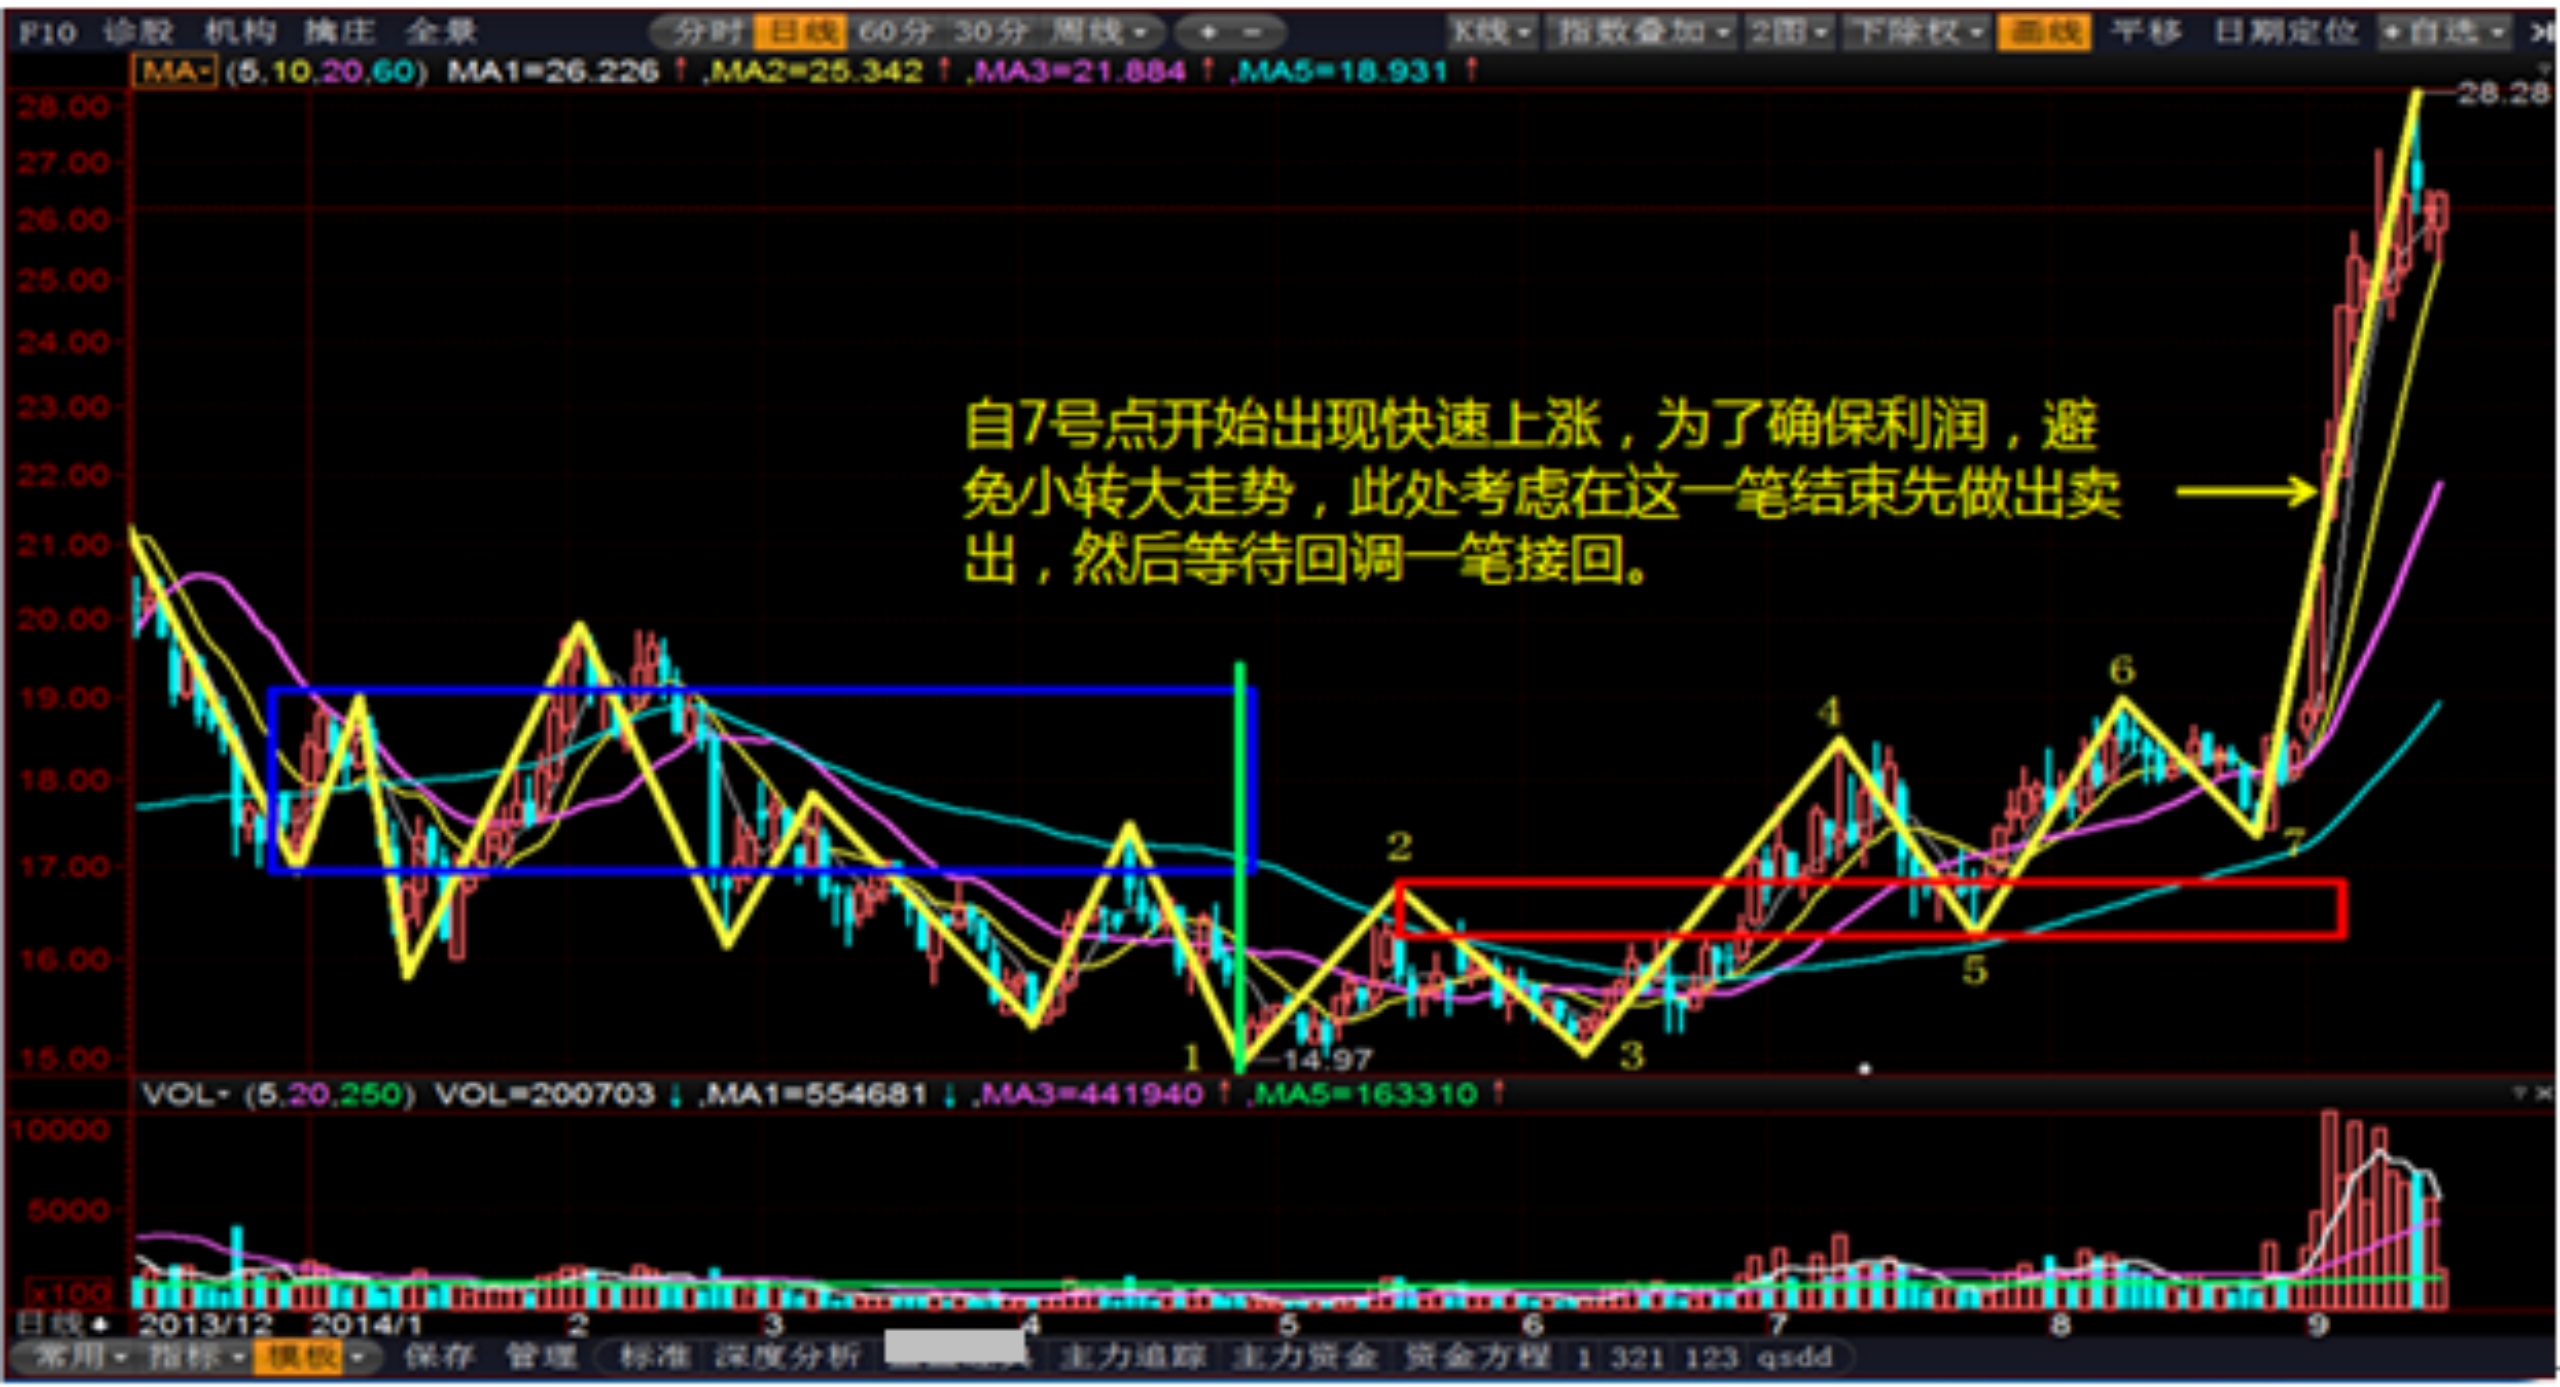 F10 诊股 机构 擒庄 全景 分时 日线 60分 30分 周线 + - K线 指数叠加 2图 下除权 画线 平移 日期定位 +自选
MA (5,10,20,60) MA1=26.226↑,MA2=25.342↑,MA3=21.884↑,MA5=18.931↑
28.28
28.00
27.00
26.00
25.00
24.00
23.00
自7号点开始出现快速上涨，为了确保利润，避
22.00
免小转大走势，此处考虑在这一笔结束先做出卖
21.00
出，然后等待回调一笔接回。
20.00
19.00
6
4
18.00
2
7
17.00
16.00
5
15.00
1
14.97
3
VOL (5,20,250) VOL=200703↓,MA1=554681↓,MA3=441940↑,MA5=163310↑
10000
5000
x100
日线 2013/12 2014/1 2 3 4 5 6 7 8 9
常用 指标 模板 保存 管理 标准 深度分析 主力追踪 主力资金 资金方程 1 321 123 qsdd